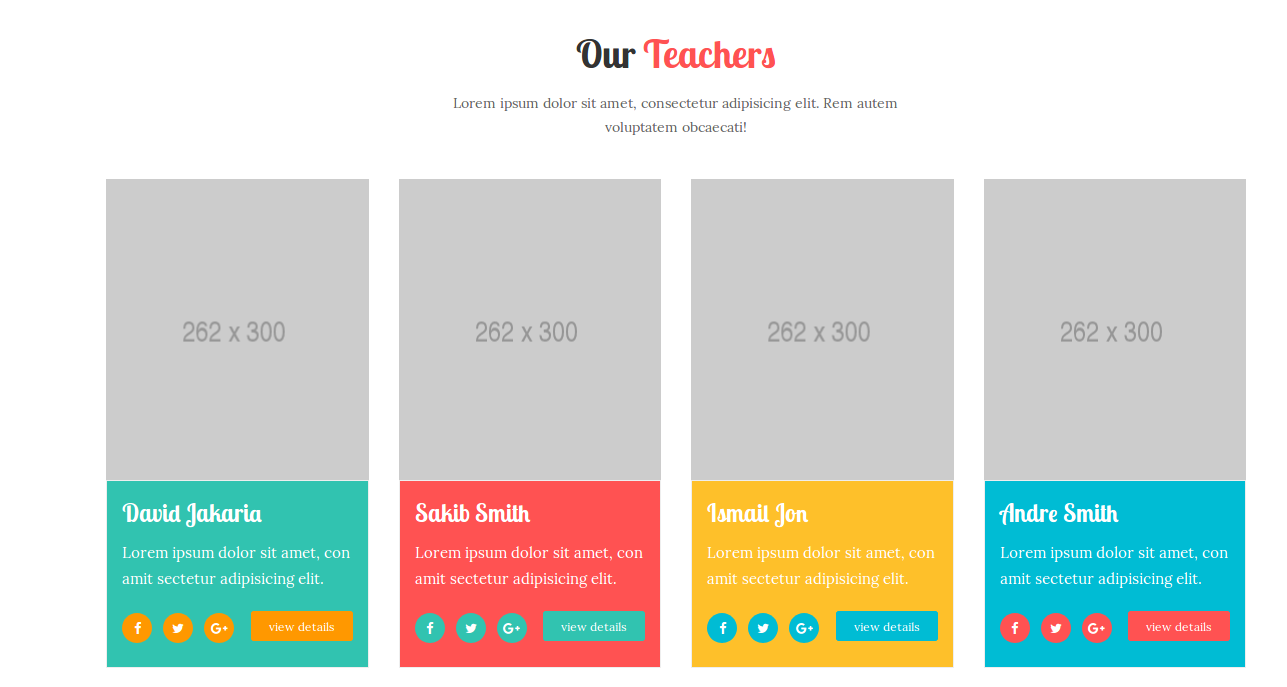 Our Teachers
Lorem ipsum dolor sit amet, consectetur adipisicing elit. Rem autem
voluptatem obcaecati!
262 x 300
262 x 300
262 x 300
262 x 300
David Jakaria
Lorem ipsum dolor sit amet, con
amit sectetur adipisicing elit.
view details
Sakib Smith
Lorem ipsum dolor sit amet, con
amit sectetur adipisicing elit.
view details
Ismail Jon
Lorem ipsum dolor sit amet, con
amit sectetur adipisicing elit.
view details
Andre Smith
Lorem ipsum dolor sit amet, con
amit sectetur adipisicing elit.
view details